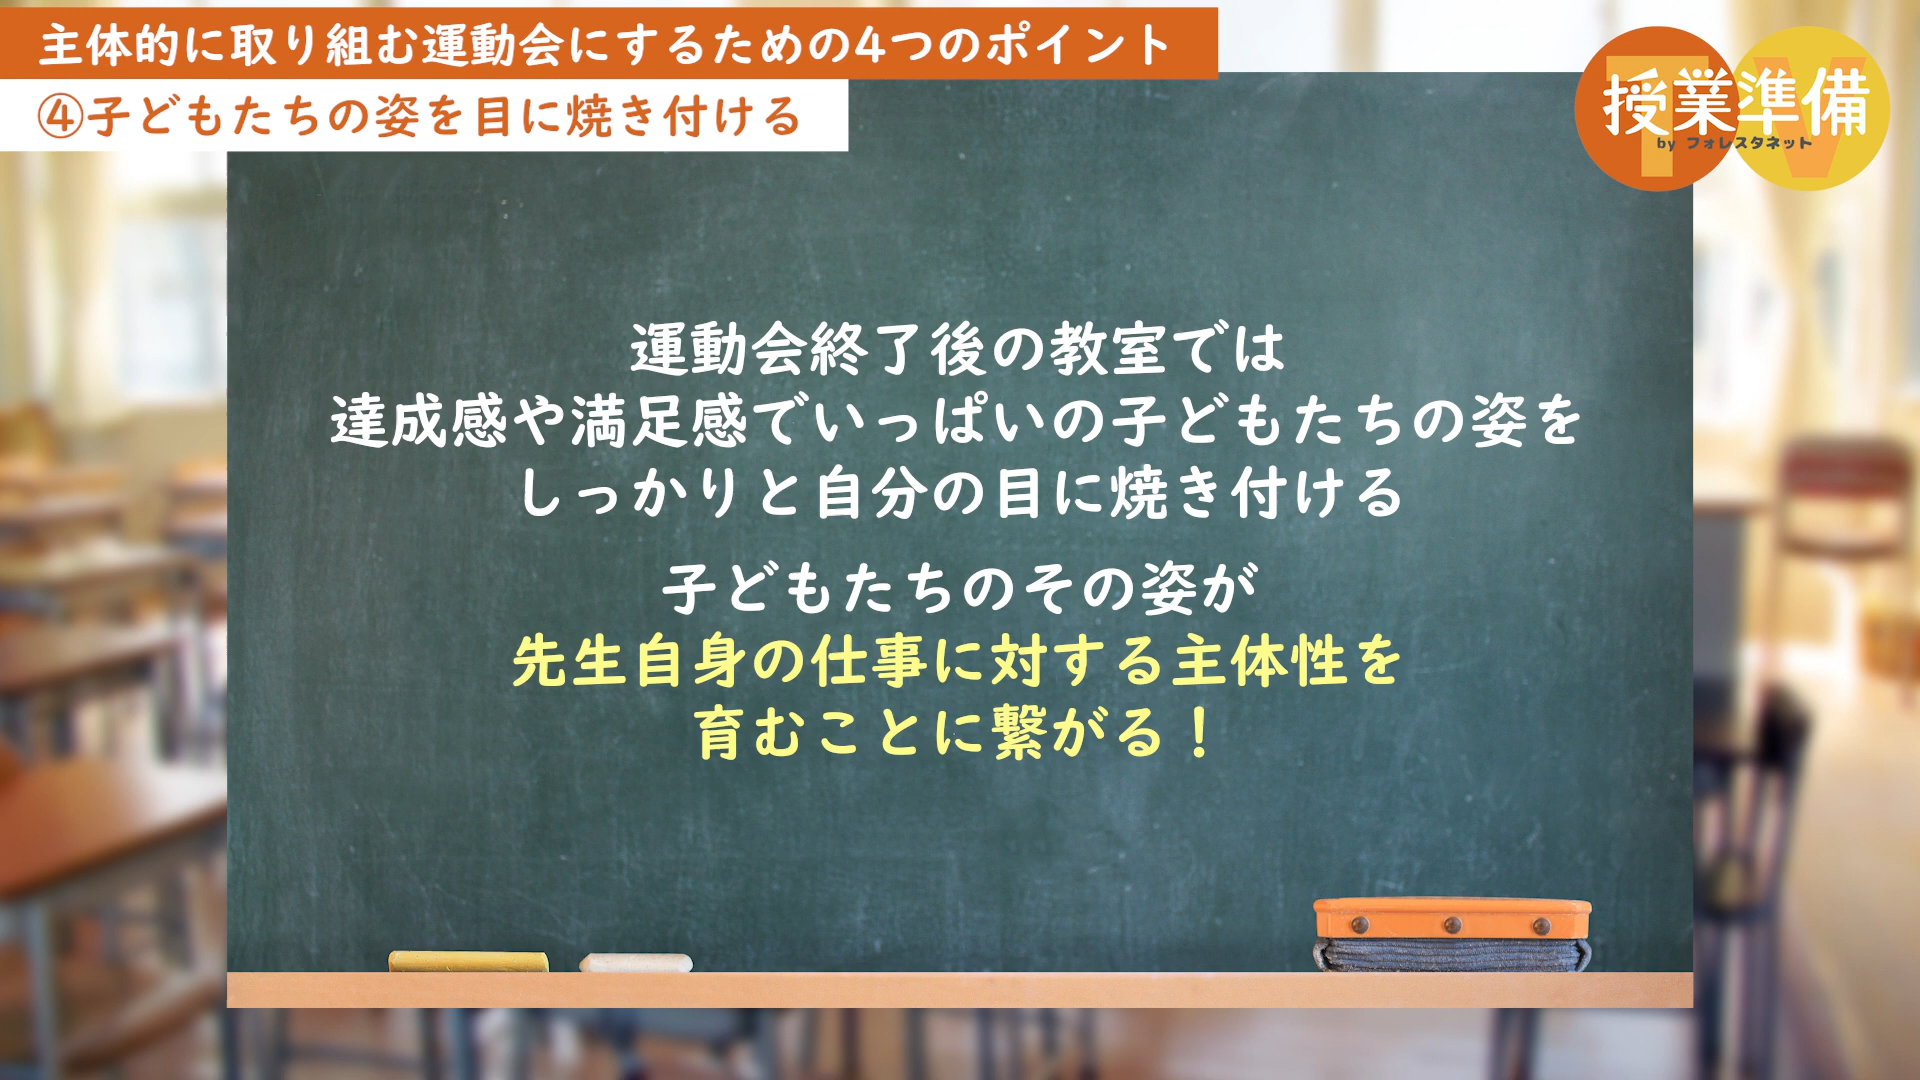 主体的に取り組む運動会にするための4つのポイント
④子どもたちの姿を目に焼き付ける
TV
授業準備
by フォレスタネット
運動会終了後の教室では
達成感や満足感でいっぱいの子どもたちの姿を
しっかりと自分の目に焼き付ける
子どもたちのその姿が
先生自身の仕事に対する主体性を
育むことに繋がる！